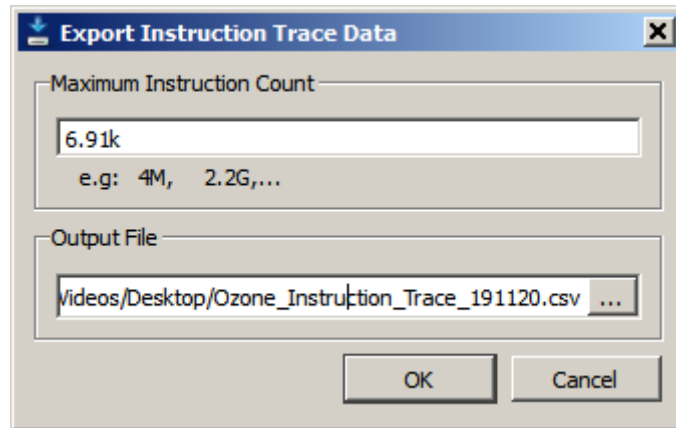 Export Instruction Trace Data
Maximum Instruction Count
6.91k
e.g: 4M, 2.2G,...
Output File
/Videos/Desktop/Ozone_Instruction_Trace_191120.csv ...
OK Cancel